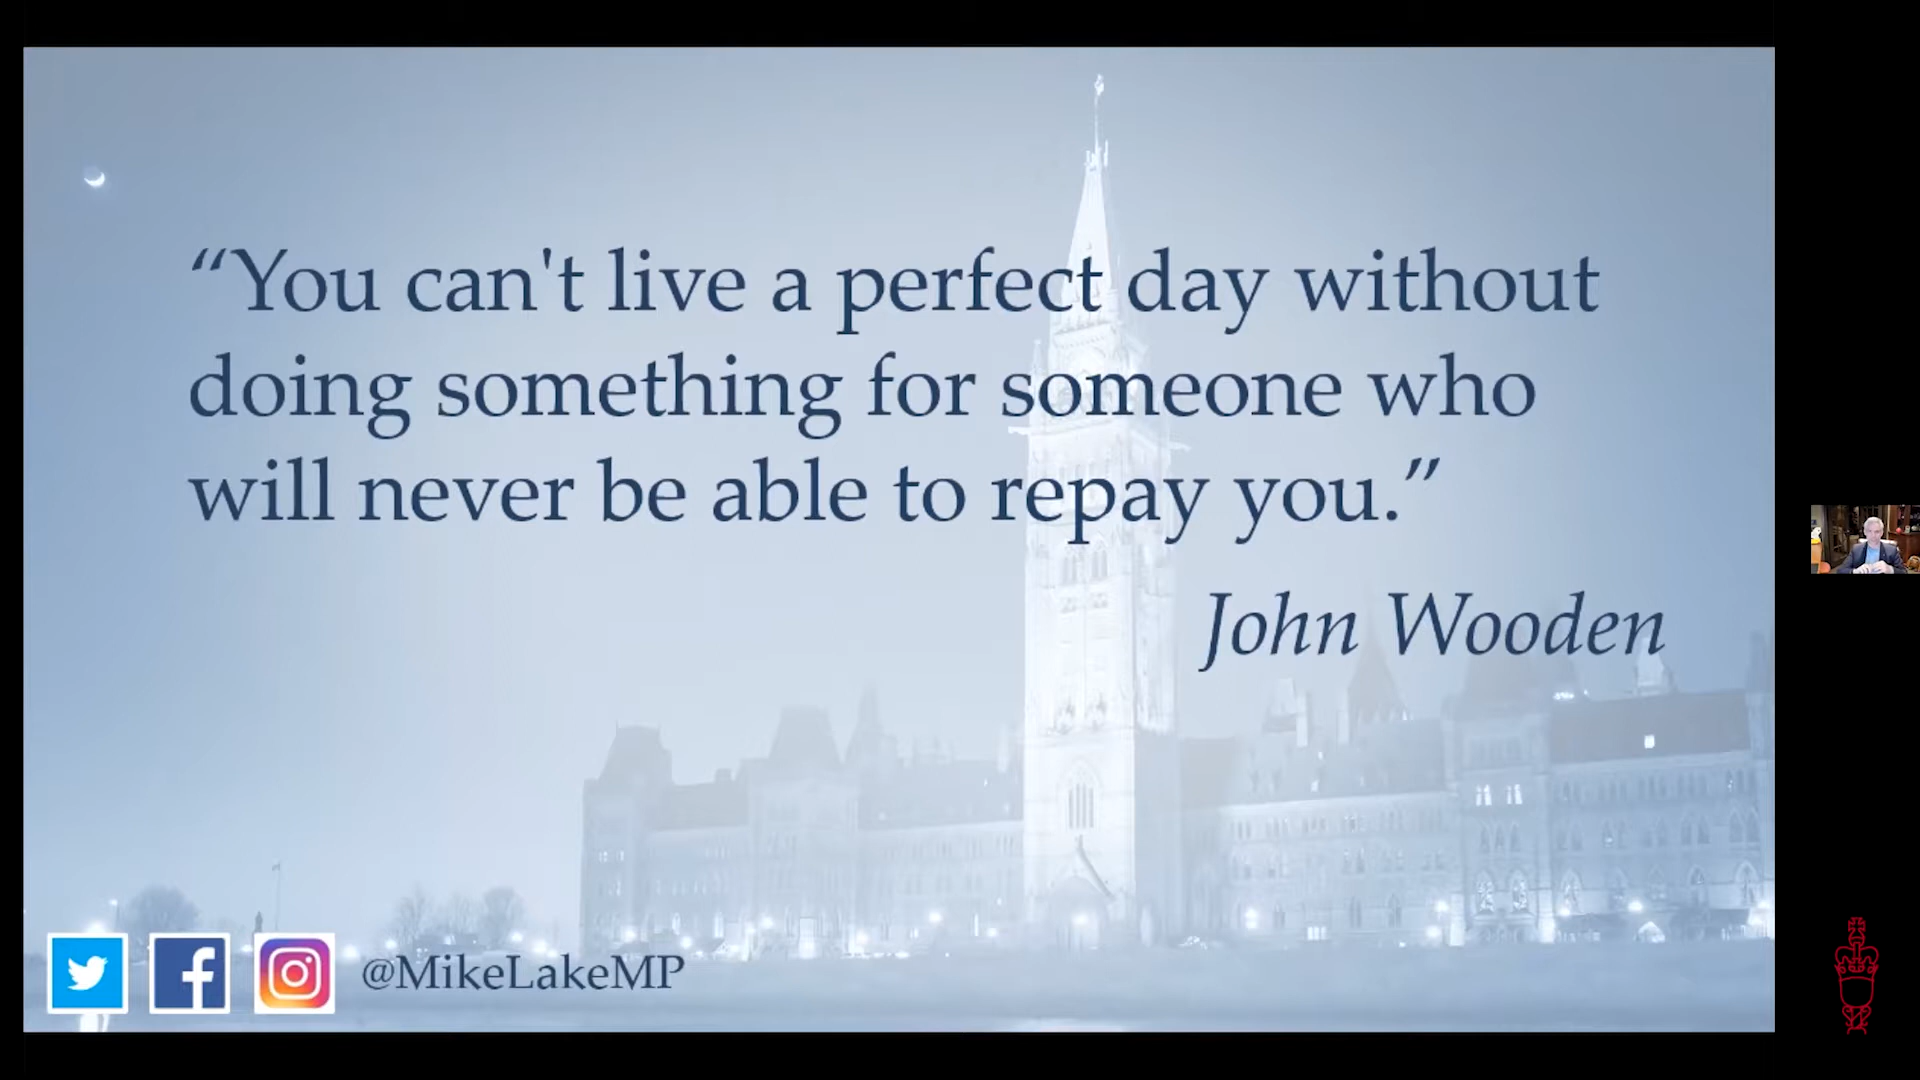 “You can't live a perfect day without
doing something for someone who
will never be able to repay you.”
John Wooden
@MikeLakeMP